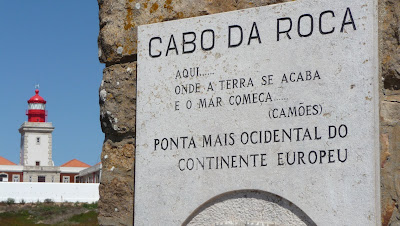 CABO DA ROCA
AQUI.....
ONDE A TERRA SE ACABA
E O MAR COMEÇA.....
(CAMÕES)
PONTA MAIS OCIDENTAL DO
CONTINENTE EUROPEU